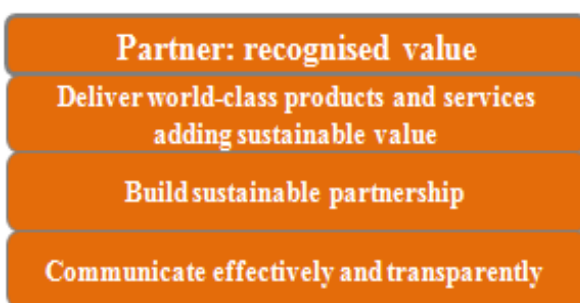 Partner: recognised value
Deliver world-class products and services
adding sustainable value
Build sustainable partnership
Communicate effectively and transparently